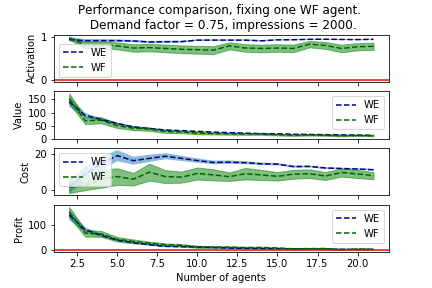 Performance comparison, fixing one WF agent.
Demand factor = 0.75, impressions = 2000.
Activation
1
0
WE
WF
Value
150
100
50
0
WE
WF
Cost
20
0
WE
WF
Profit
100
0
WE
WF
2.5 5.0 7.5 10.0 12.5 15.0 17.5 20.0
Number of agents